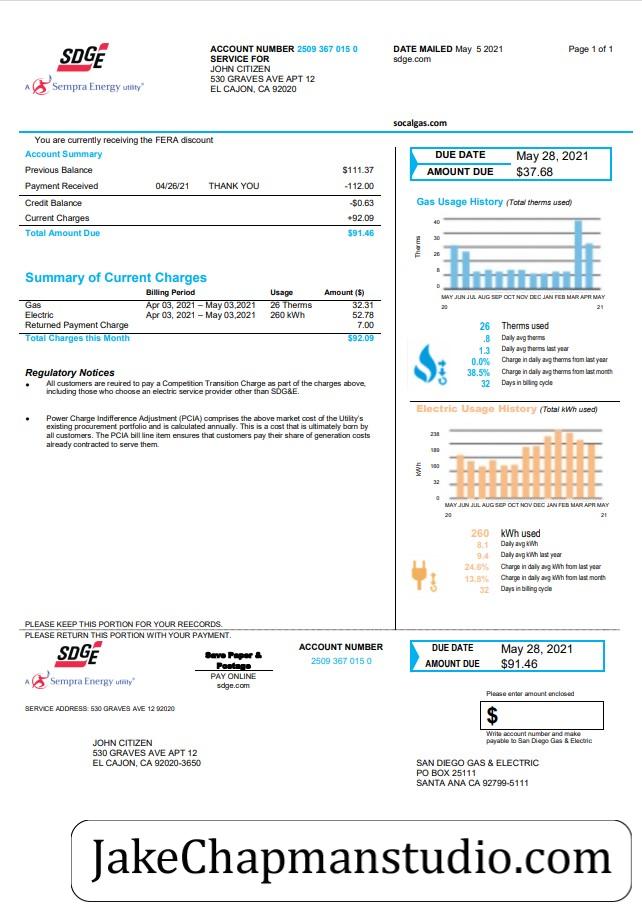 SDGE
A Sempra Energy utility®
ACCOUNT NUMBER 2509 367 015 0
SERVICE FOR
JOHN CITIZEN
530 GRAVES AVE APT 12
EL CAJON, CA 92020
DATE MAILED May 5 2021
sdge.com
Page 1 of 1
socalgas.com
You are currently receiving the FERA discount
Account Summary
Previous Balance $111.37
Payment Received 04/26/21 THANK YOU -112.00
Credit Balance -$0.63
Current Charges +92.09
Total Amount Due $91.46
Summary of Current Charges
Billing Period Usage Amount ($)
Gas Apr 03, 2021 – May 03,2021 26 Therms 32.31
Electric Apr 03, 2021 – May 03,2021 260 kWh 52.78
Returned Payment Charge 7.00
Total Charges this Month $92.09
Regulatory Notices
• All customers are reuired to pay a Competition Transition Charge as part of the charges above,
including those who choose an electric service provider other than SDG&E.
• Power Charge Indifference Adjustment (PCIA) comprises the above market cost of the Utility's
existing procurement portfolio and is calculated annually. This is a cost that is ultimately born by
all customers. The PCIA bill line item ensures that customers pay their share of generation costs
already contracted to serve them.
DUE DATE May 28, 2021
AMOUNT DUE $37.68
Gas Usage History (Total therms used)
Therms
40
30
26
8
0
MAY JUN JUL AUG SEP OCT NOV DEC JAN FEB MAR APR MAY
20 21
26 Therms used
.8 Daily avg therms
1.3 Daily avg therms last year
0.0% Charge in daily avg therms from last year
38.5% Charge in daily avg therms from last month
32 Days in billing cycle
Electric Usage History (Total kWh used)
kWh
238
189
160
32
0
MAY JUN JUL AUG SEP OCT NOV DEC JAN FEB MAR APR MAY
20 21
260 kWh used
8.1 Daily avg kWh
9.4 Daily avg kWh last year
24.6% Charge in daily avg kWh from last year
13.8% Charge in daily avg kWh from last month
32 Days in billing cycle
PLEASE KEEP THIS PORTION FOR YOUR REECORDS.
PLEASE RETURN THIS PORTION WITH YOUR PAYMENT.
SDGE
A Sempra Energy utility®
Save Paper &
Postage
PAY ONLINE
sdge.com
ACCOUNT NUMBER
2509 367 015 0
DUE DATE May 28, 2021
AMOUNT DUE $91.46
Please enter amount enclosed
$
Write account number and make
payable to San Diego Gas & Electric
SERVICE ADDRESS: 530 GRAVES AVE 12 92020
JOHN CITIZEN
530 GRAVES AVE APT 12
EL CAJON, CA 92020-3650
SAN DIEGO GAS & ELECTRIC
PO BOX 25111
SANTA ANA CA 92799-5111
JakeChapmanstudio.com